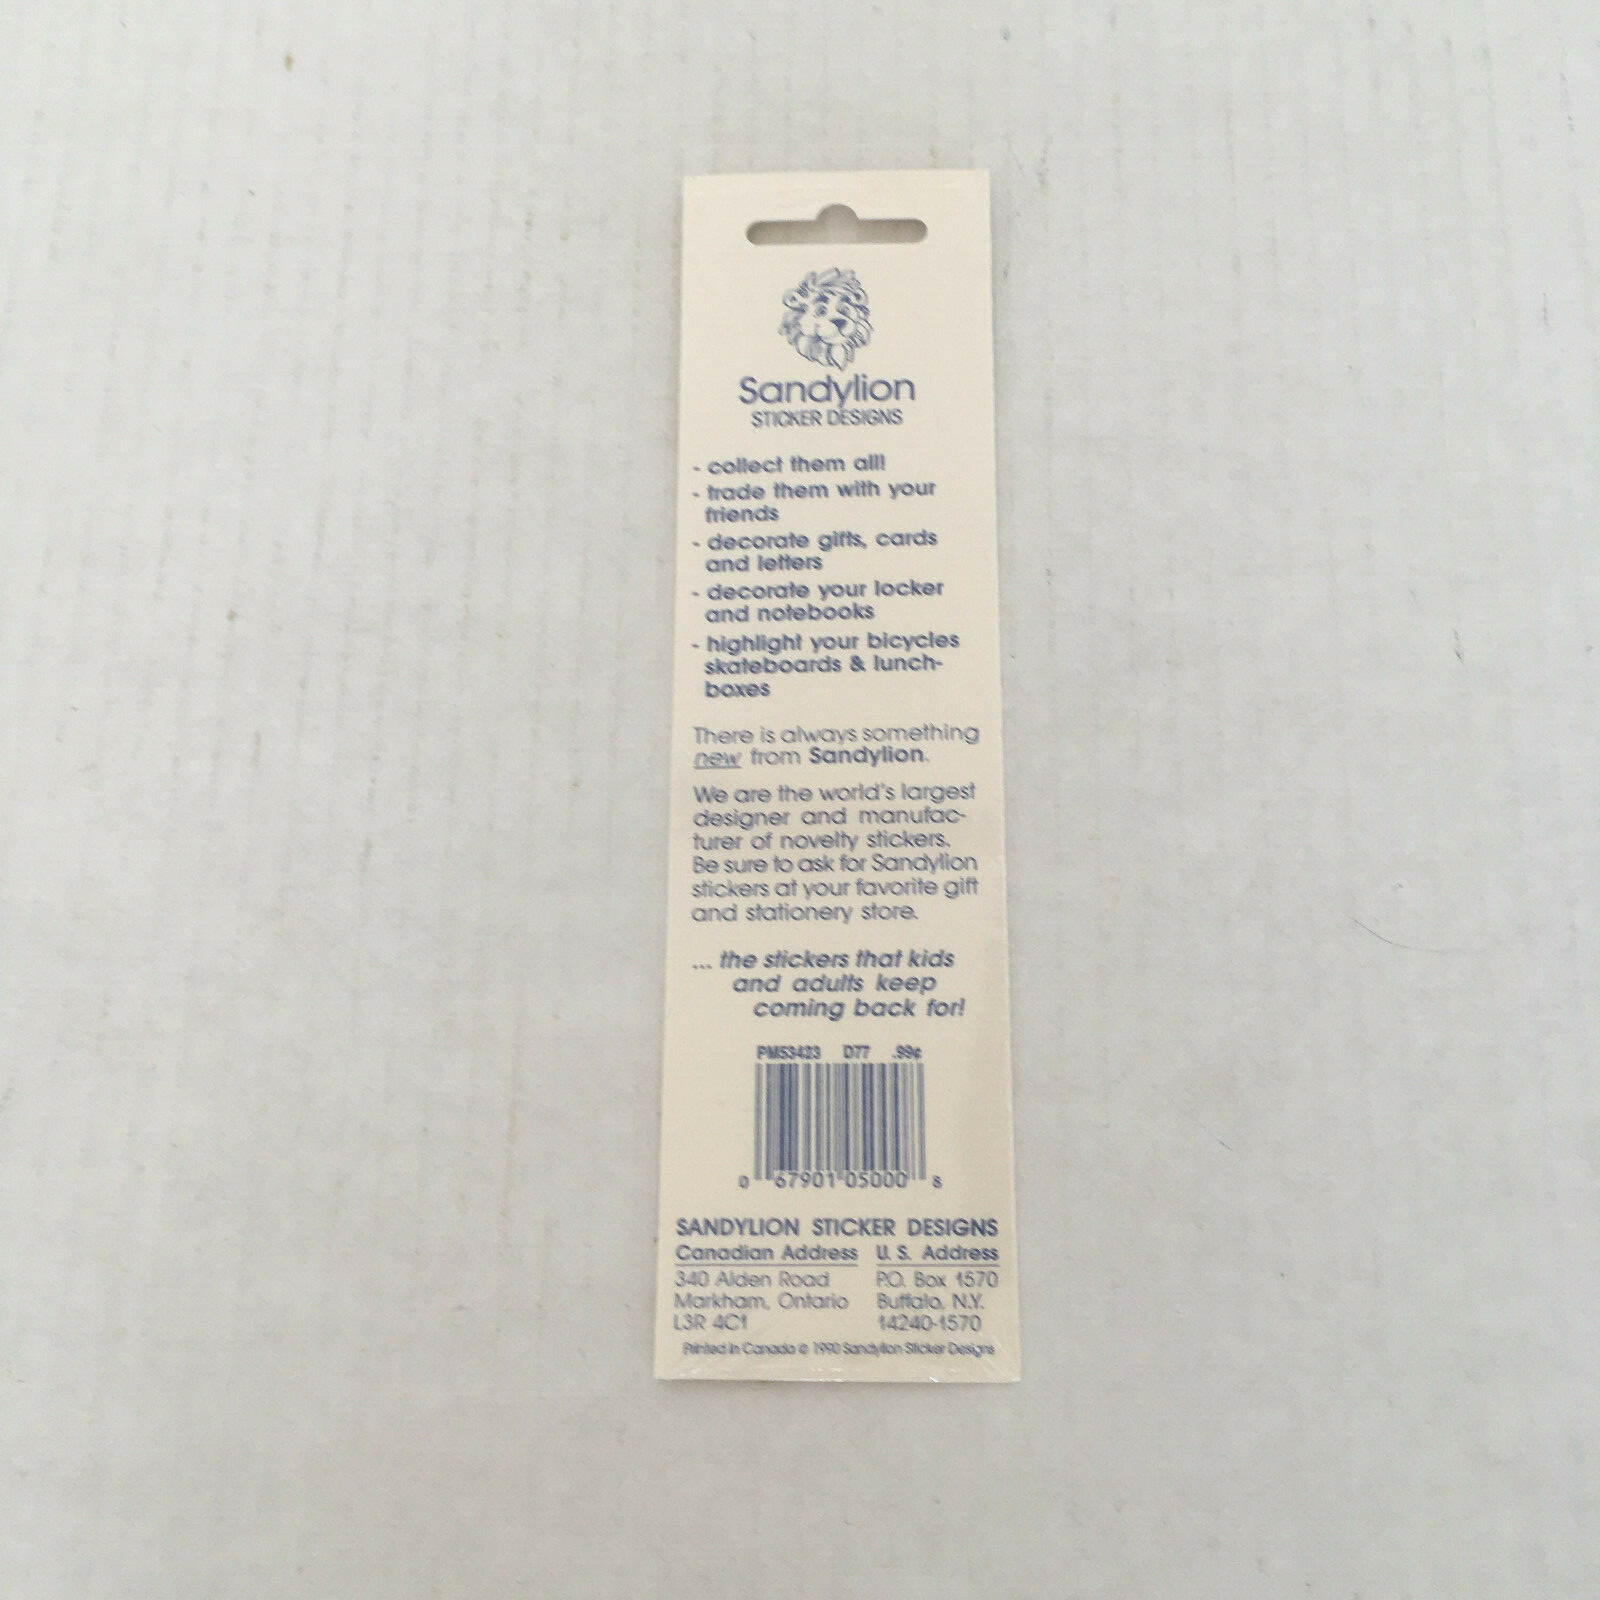 Sandylion
STICKER DESIGNS
- collect them all!
- trade them with your
friends
- decorate gifts, cards
and letters
- decorate your locker
and notebooks
- highlight your bicycles
skateboards & lunch-
boxes
There is always something
new from Sandylion.
We are the world's largest
designer and manufac-
turer of novelty stickers.
Be sure to ask for Sandylion
stickers at your favorite gift
and stationery store.
... the stickers that kids
and adults keep
coming back for!
PMS3423 D77 .99¢
0 67901 05000 8
SANDYLION STICKER DESIGNS
Canadian Address U.S. Address
340 Alden Road P.O. Box 1570
Markham, Ontario Buffalo, N.Y.
L3R 4C1 14240-1570
Printed in Canada © 1990 Sandylion Sticker Designs